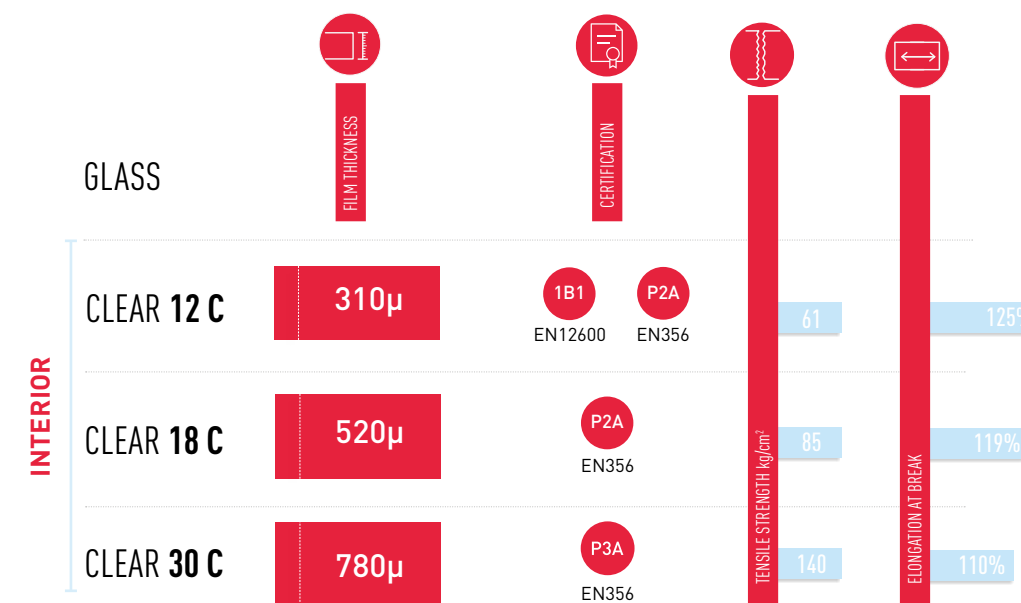 FILM THICKNESS
CERTIFICATION
TENSILE STRENGTH kg/cm²
ELONGATION AT BREAK
GLASS
INTERIOR
CLEAR 12 C
310µ
1B1
EN12600
P2A
EN356
61
125%
CLEAR 18 C
520µ
P2A
EN356
85
119%
CLEAR 30 C
780µ
P3A
EN356
140
110%